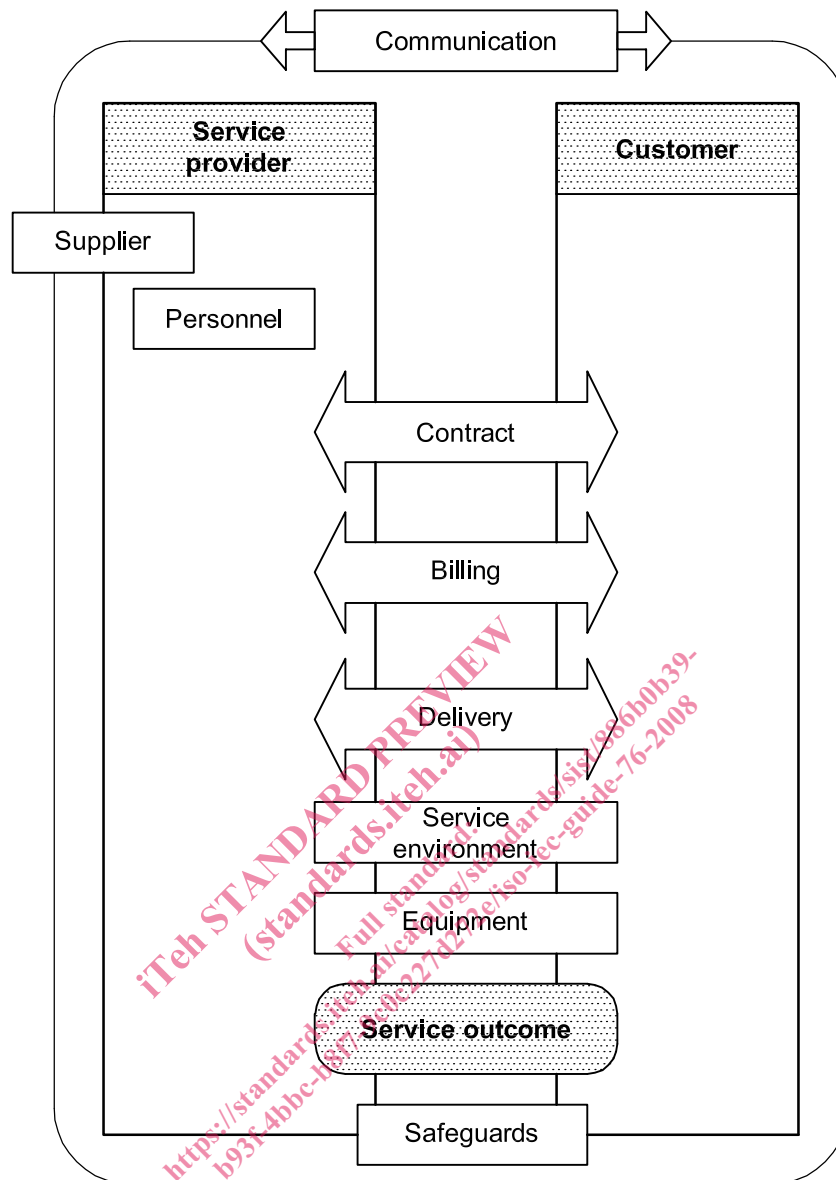 Communication
Service
provider
Customer
Supplier
Personnel
Contract
Billing
Delivery
Service
environment
Equipment
Service outcome
Safeguards
iTeh STANDARD PREVIEW
(standards.iteh.ai)
Full standard:
https://standards.iteh.ai/catalog/standards/sist/886b0b39-
b93f-4bbc-b8f7-8c0c227d272e/iso-iec-guide-76-2008